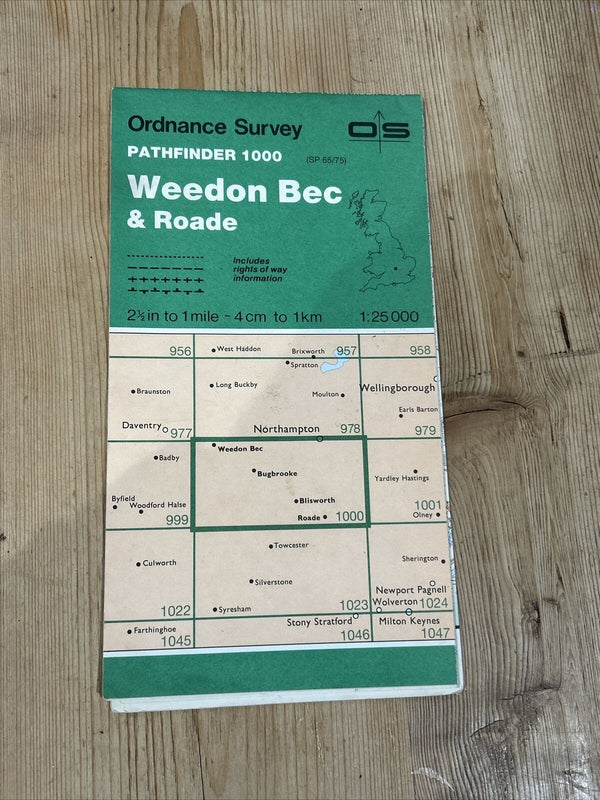 Ordnance Survey
OS
PATHFINDER 1000 (SP 65/75)
Weedon Bec
& Roade
Includes
rights of way
information
2½ in to 1 mile - 4 cm to 1 km 1:25 000
956 West Haddon Brixworth 957 958
Spratton
Braunston Long Buckby Moulton Wellingborough
Earls Barton
Daventry 977 Northampton 978 979
Weedon Bec
Badby
Bugbrooke Yardley Hastings
Byfield Woodford Halse Blisworth 1001
999 Roade 1000 Olney
Towcester
Culworth Sherington
Silverstone
Newport Pagnell
1022 Syresham 1023 Wolverton 1024
Stony Stratford Milton Keynes
Farthinghoe 1045 1046 1047